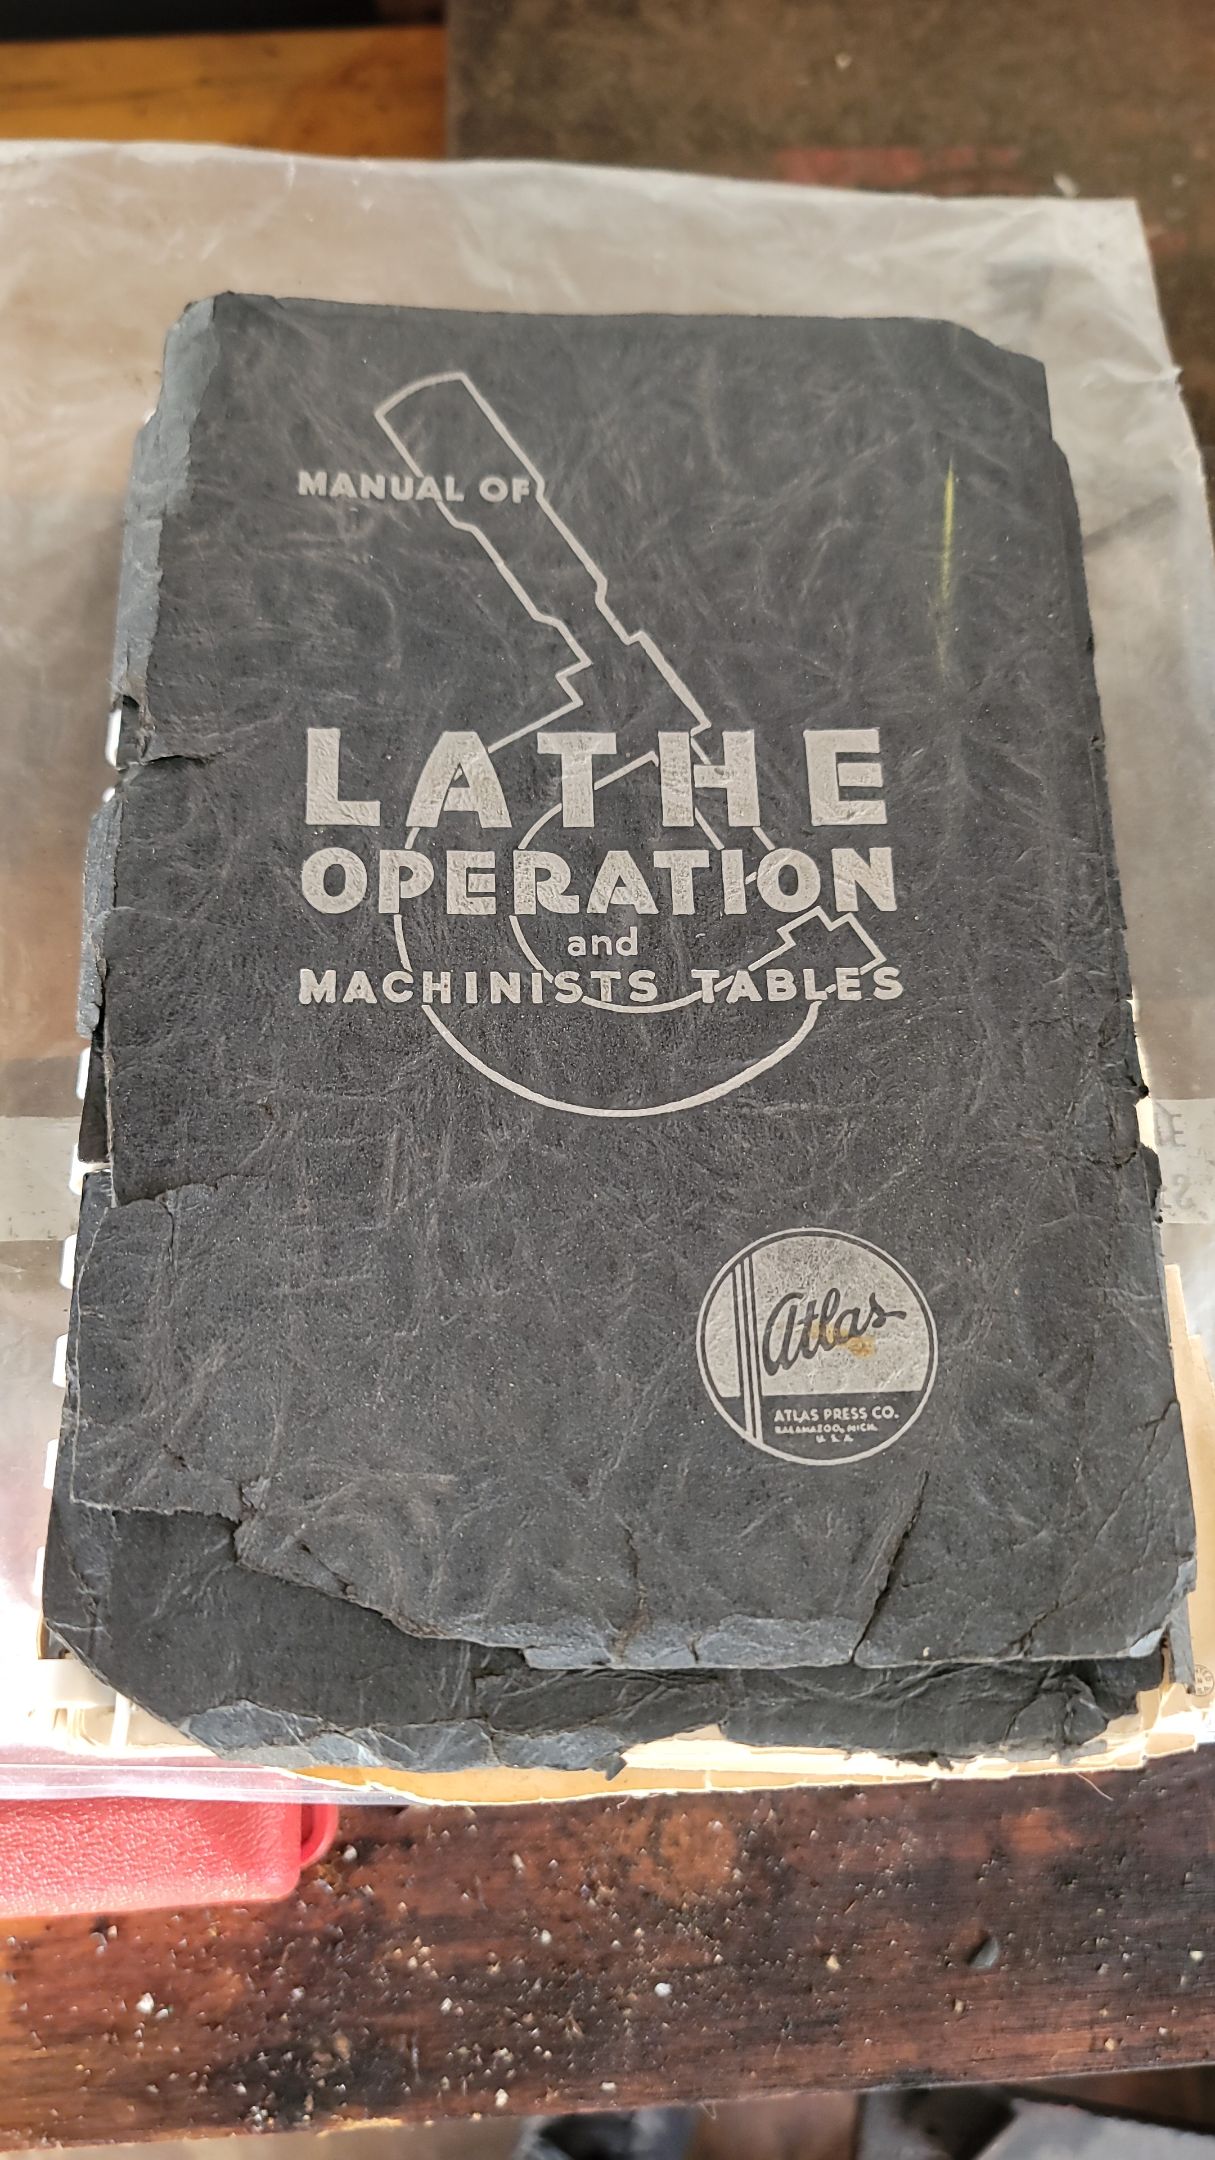 MANUAL OF
LATHE
OPERATION
and
MACHINISTS TABLES
Atlas
ATLAS PRESS CO.
KALAMAZOO, MICH.
U. S. A.